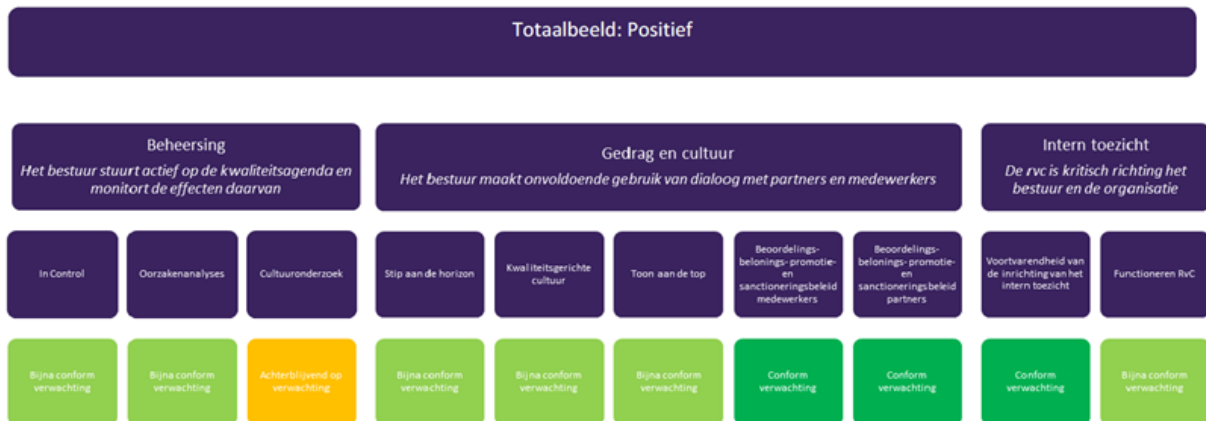 Totaalbeeld: Positief
Beheersing
Het bestuur stuurt actief op de kwaliteitsagenda en
monitort de effecten daarvan
Gedrag en cultuur
Het bestuur maakt onvoldoende gebruik van dialoog met partners en medewerkers
Intern toezicht
De rvc is kritisch richting het
bestuur en de organisatie
In Control
Oorzakenanalyses
Cultuuronderzoek
Stip aan de horizon
Kwaliteitsgerichte
cultuur
Toon aan de top
Beoordelings-
belonings- promotie-
en
sanctioneringsbeleid
medewerkers
Beoordelings-
belonings- promotie-
en
sanctioneringsbeleid
partners
Voortvarendheid van
de inrichting van het
intern toezicht
Functioneren RvC
Bijna conform
verwachting
Bijna conform
verwachting
Achterblijvend op
verwachting
Bijna conform
verwachting
Bijna conform
verwachting
Bijna conform
verwachting
Conform
verwachting
Conform
verwachting
Conform
verwachting
Bijna conform
verwachting